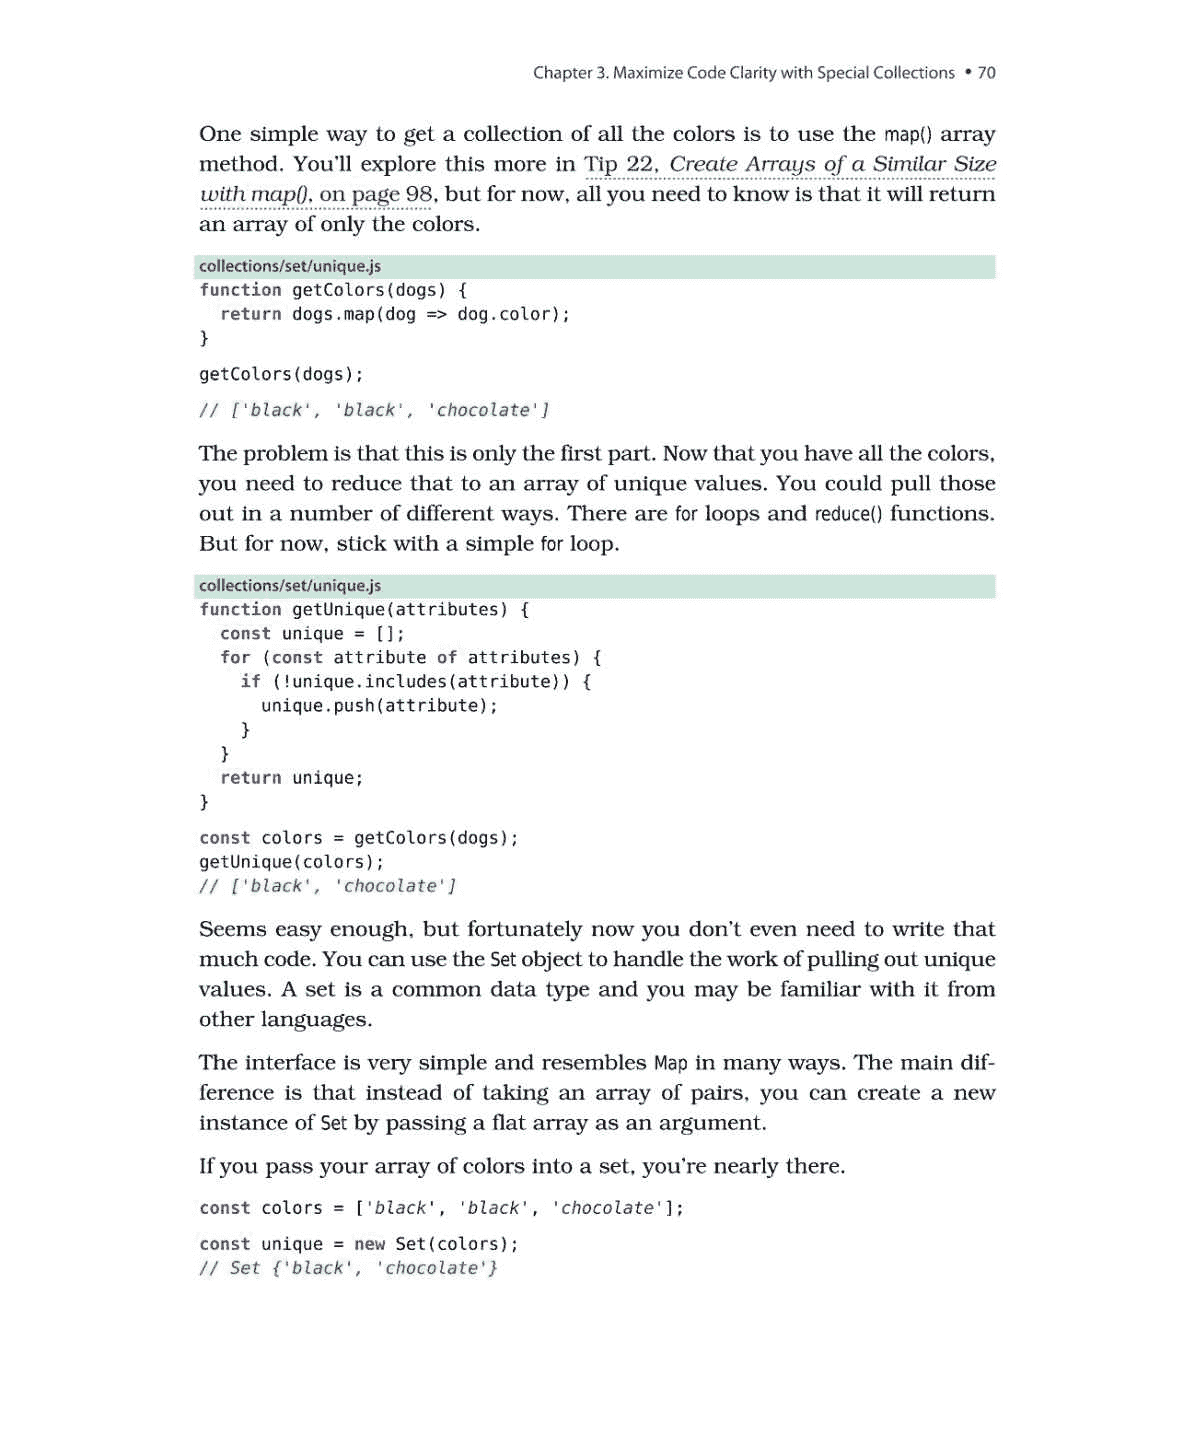 Chapter 3. Maximize Code Clarity with Special Collections • 70
One simple way to get a collection of all the colors is to use the map() array
method. You’ll explore this more in Tip 22, Create Arrays of a Similar Size
with map(), on page 98, but for now, all you need to know is that it will return
an array of only the colors.
collections/set/unique.js
function getColors(dogs) {
  return dogs.map(dog => dog.color);
}
getColors(dogs);
// ['black', 'black', 'chocolate']
The problem is that this is only the first part. Now that you have all the colors,
you need to reduce that to an array of unique values. You could pull those
out in a number of different ways. There are for loops and reduce() functions.
But for now, stick with a simple for loop.
collections/set/unique.js
function getUnique(attributes) {
  const unique = [];
  for (const attribute of attributes) {
    if (!unique.includes(attribute)) {
      unique.push(attribute);
    }
  }
  return unique;
}
const colors = getColors(dogs);
getUnique(colors);
// ['black', 'chocolate']
Seems easy enough, but fortunately now you don’t even need to write that
much code. You can use the Set object to handle the work of pulling out unique
values. A set is a common data type and you may be familiar with it from
other languages.
The interface is very simple and resembles Map in many ways. The main dif-
ference is that instead of taking an array of pairs, you can create a new
instance of Set by passing a flat array as an argument.
If you pass your array of colors into a set, you’re nearly there.
const colors = ['black', 'black', 'chocolate'];
const unique = new Set(colors);
// Set {'black', 'chocolate'}